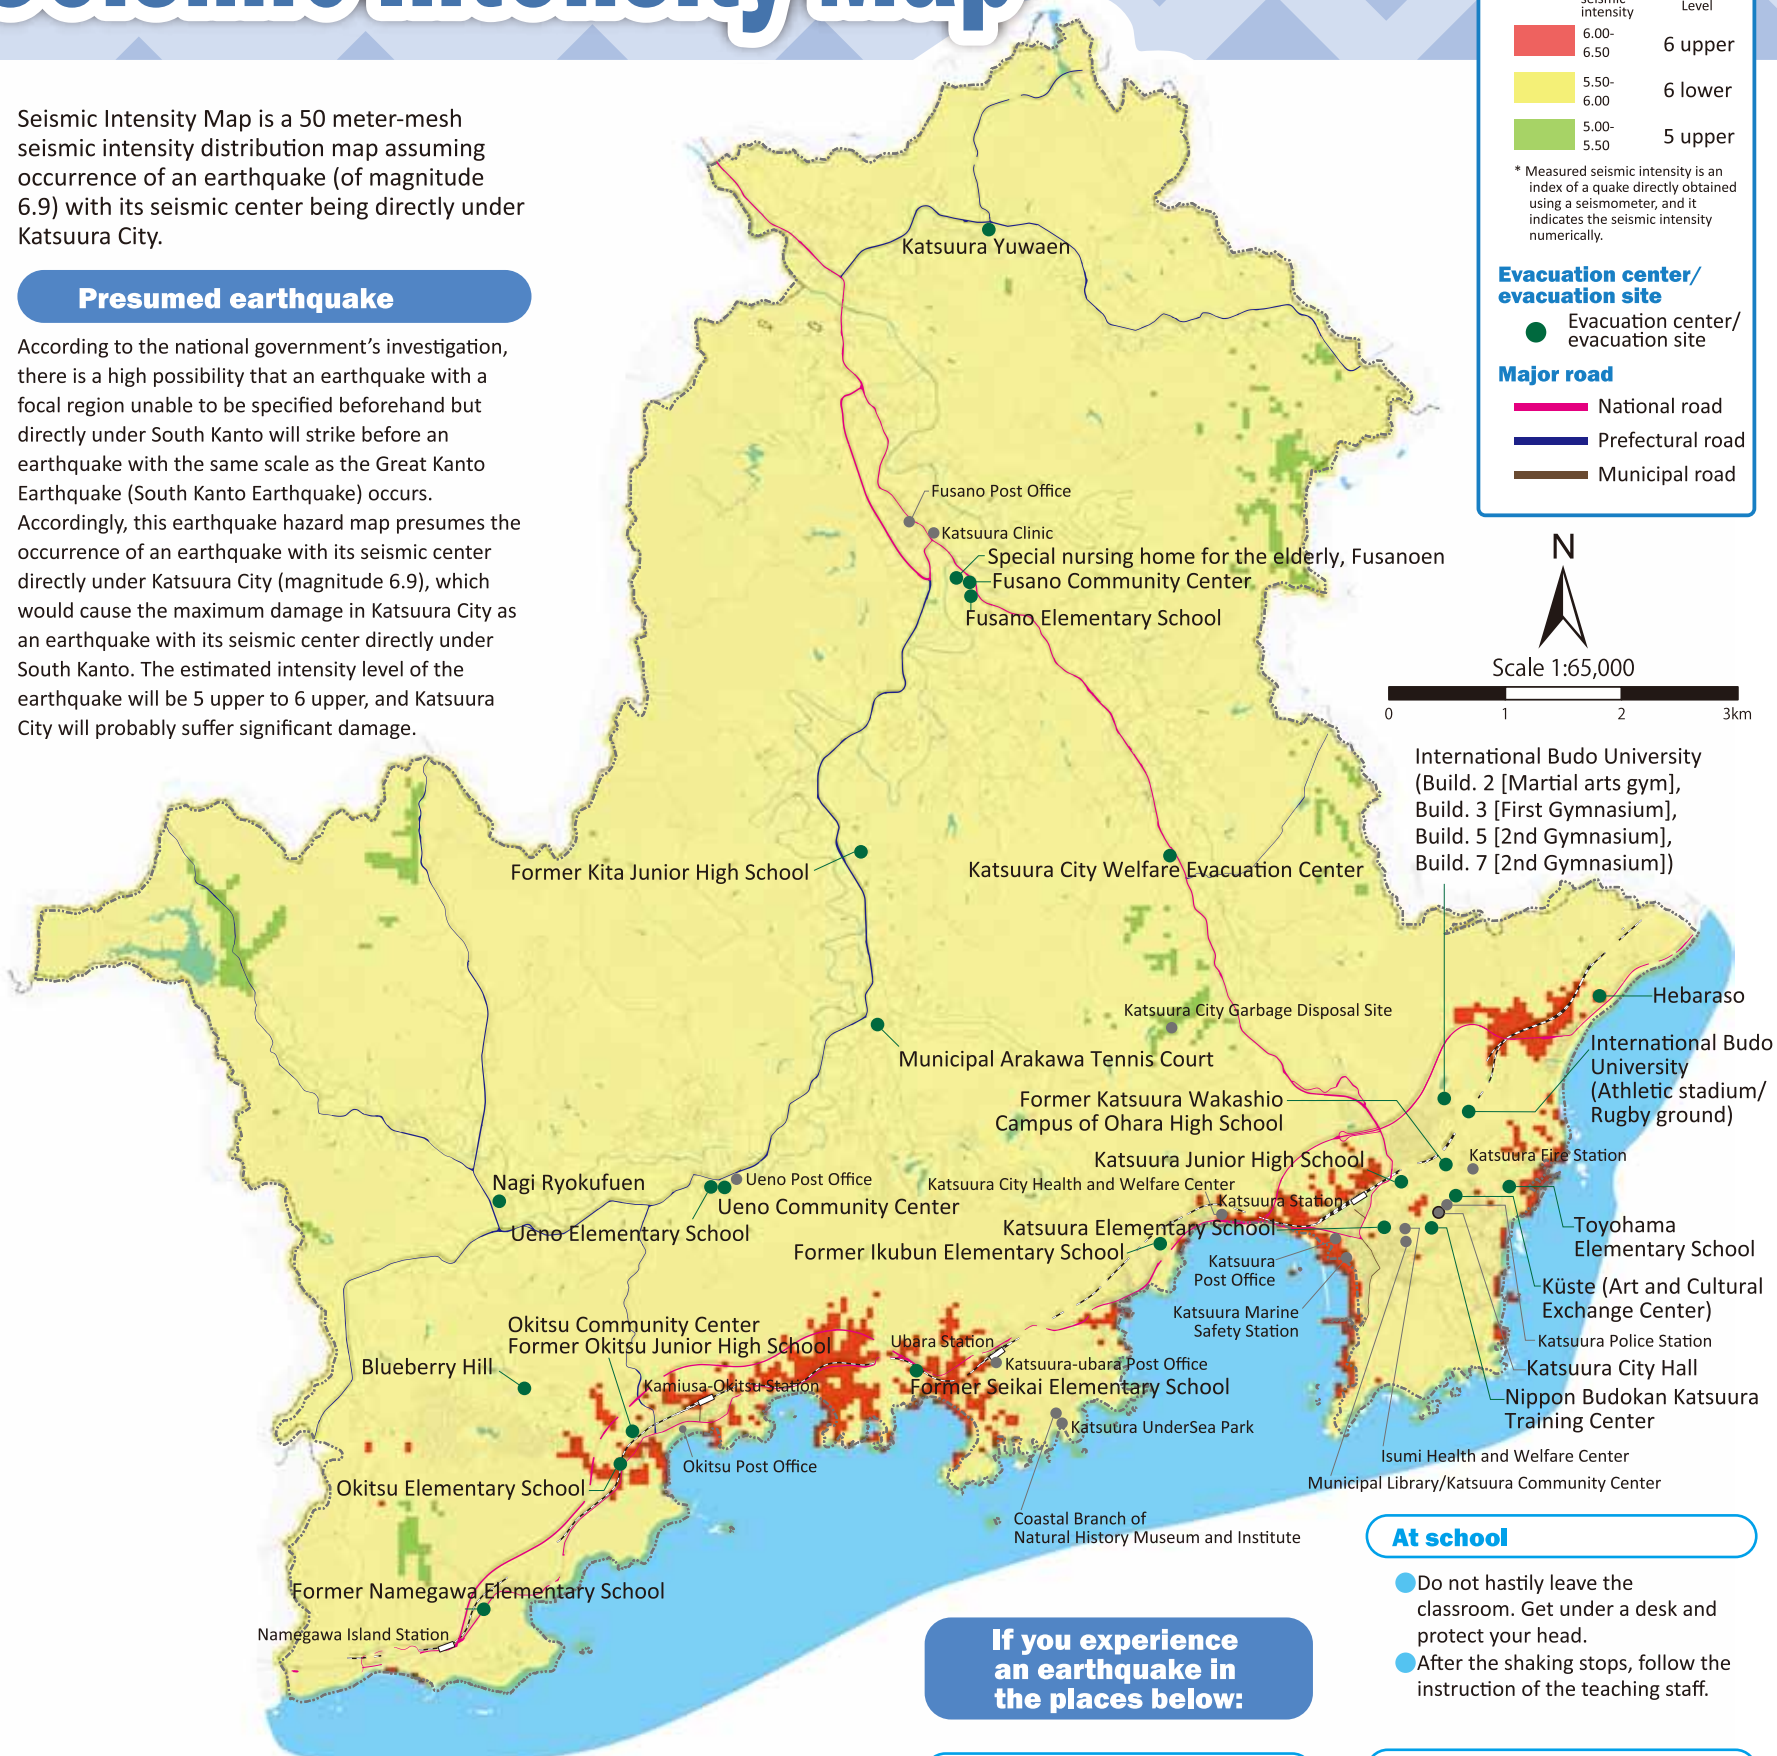 Seismic Intensity Map
Seismic Intensity Map is a 50 meter-mesh
seismic intensity distribution map assuming
occurrence of an earthquake (of magnitude
6.9) with its seismic center being directly under
Katsuura City.
Presumed earthquake
According to the national government’s investigation,
there is a high possibility that an earthquake with a
focal region unable to be specified beforehand but
directly under South Kanto will strike before an
earthquake with the same scale as the Great Kanto
Earthquake (South Kanto Earthquake) occurs.
Accordingly, this earthquake hazard map presumes the
occurrence of an earthquake with its seismic center
directly under Katsuura City (magnitude 6.9), which
would cause the maximum damage in Katsuura City as
an earthquake with its seismic center directly under
South Kanto. The estimated intensity level of the
earthquake will be 5 upper to 6 upper, and Katsuura
City will probably suffer significant damage.
seismic
intensity
Level
6.00-
6.50
6 upper
5.50-
6.00
6 lower
5.00-
5.50
5 upper
* Measured seismic intensity is an
index of a quake directly obtained
using a seismometer, and it
indicates the seismic intensity
numerically.
Evacuation center/
evacuation site
Evacuation center/
evacuation site
Major road
National road
Prefectural road
Municipal road
N
Scale 1:65,000
0 1 2 3km
Katsuura Yuwaen
Fusano Post Office
Katsuura Clinic
Special nursing home for the elderly, Fusanoen
Fusano Community Center
Fusano Elementary School
International Budo University
(Build. 2 [Martial arts gym],
Build. 3 [First Gymnasium],
Build. 5 [2nd Gymnasium],
Build. 7 [2nd Gymnasium])
Former Kita Junior High School
Katsuura City Welfare Evacuation Center
Hebaraso
Katsuura City Garbage Disposal Site
Municipal Arakawa Tennis Court
International Budo
University
(Athletic stadium/
Rugby ground)
Former Katsuura Wakashio
Campus of Ohara High School
Katsuura Junior High School
Katsuura Fire Station
Nagi Ryokufuen
Ueno Post Office
Katsuura City Health and Welfare Center
Ueno Community Center
Katsuura Station
Ueno Elementary School
Katsuura Elementary School
Former Ikubun Elementary School
Toyohama
Elementary School
Katsuura
Post Office
Küste (Art and Cultural
Exchange Center)
Katsuura Marine
Safety Station
Okitsu Community Center
Former Okitsu Junior High School
Ubara Station
Katsuura Police Station
Blueberry Hill
Katsuura-ubara Post Office
Katsuura City Hall
Kamiusa-Okitsu Station
Former Seikai Elementary School
Nippon Budokan Katsuura
Training Center
Katsuura UnderSea Park
Okitsu Post Office
Isumi Health and Welfare Center
Okitsu Elementary School
Municipal Library/Katsuura Community Center
Coastal Branch of
Natural History Museum and Institute
Former Namegawa Elementary School
Namegawa Island Station
If you experience
an earthquake in
the places below:
At school
Do not hastily leave the
classroom. Get under a desk and
protect your head.
After the shaking stops, follow the
instruction of the teaching staff.